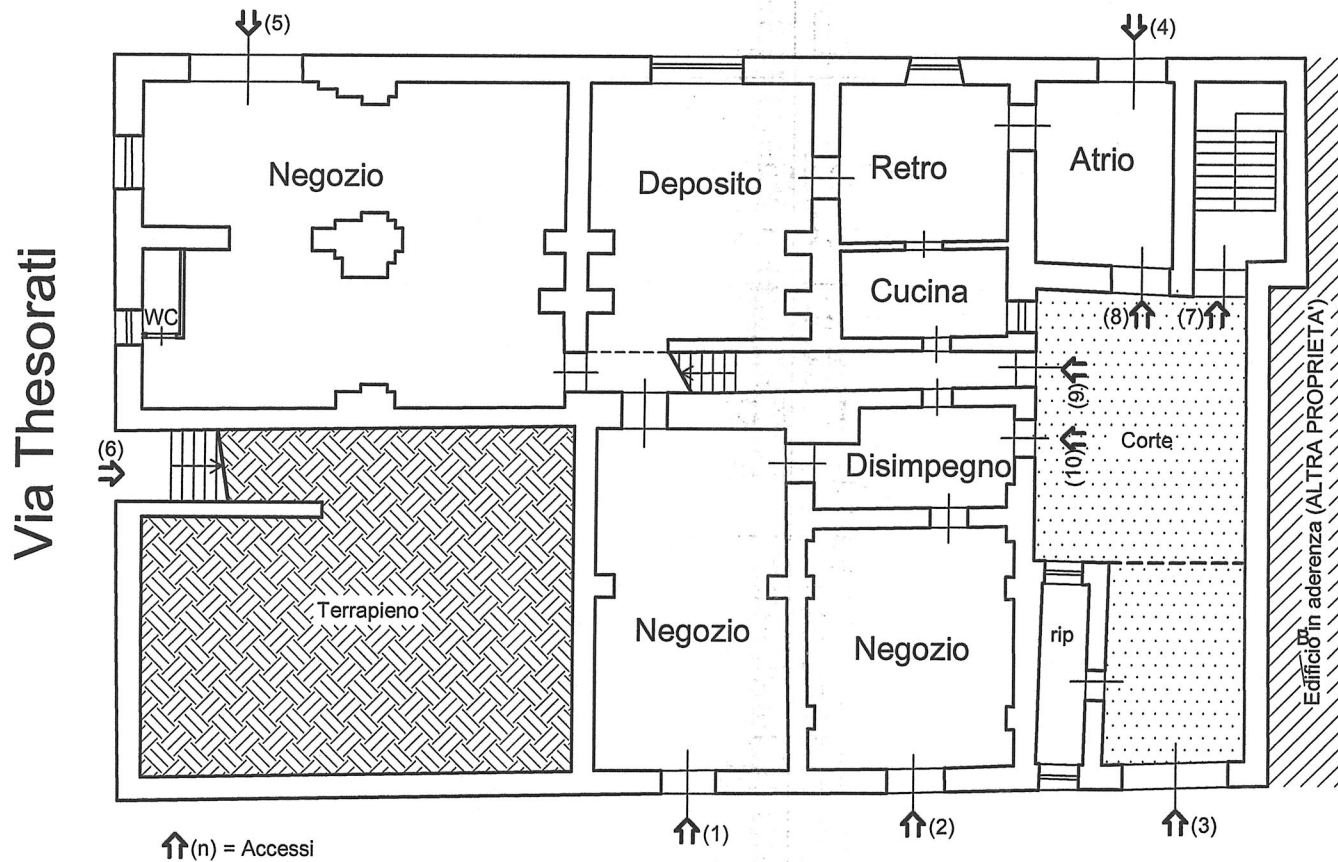 (5)
(4)
Negozio
Deposito
Retro
Atrio
Cucina
WC
(8)
(7)
(9)
(6)
Via Thesorati
(10)
Corte
Disimpegno
Terrapieno
Negozio
Negozio
rip
B
Edificio in aderenza (ALTRA PROPRIETA')
(1)
(2)
(3)
(n) = Accessi